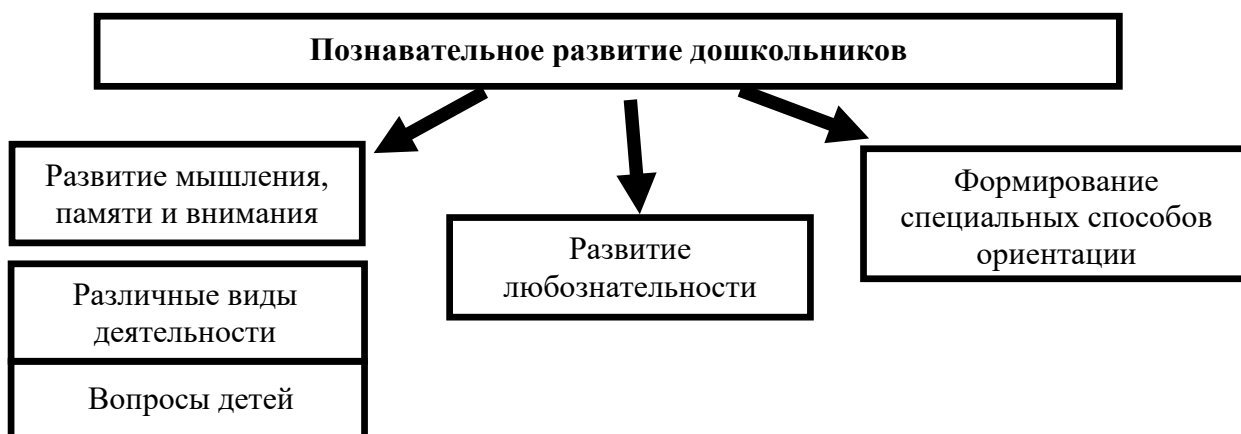 Познавательное развитие дошкольников
Развитие мышления,
памяти и внимания
Различные виды
деятельности
Вопросы детей
Развитие
любознательности
Формирование
специальных способов
ориентации